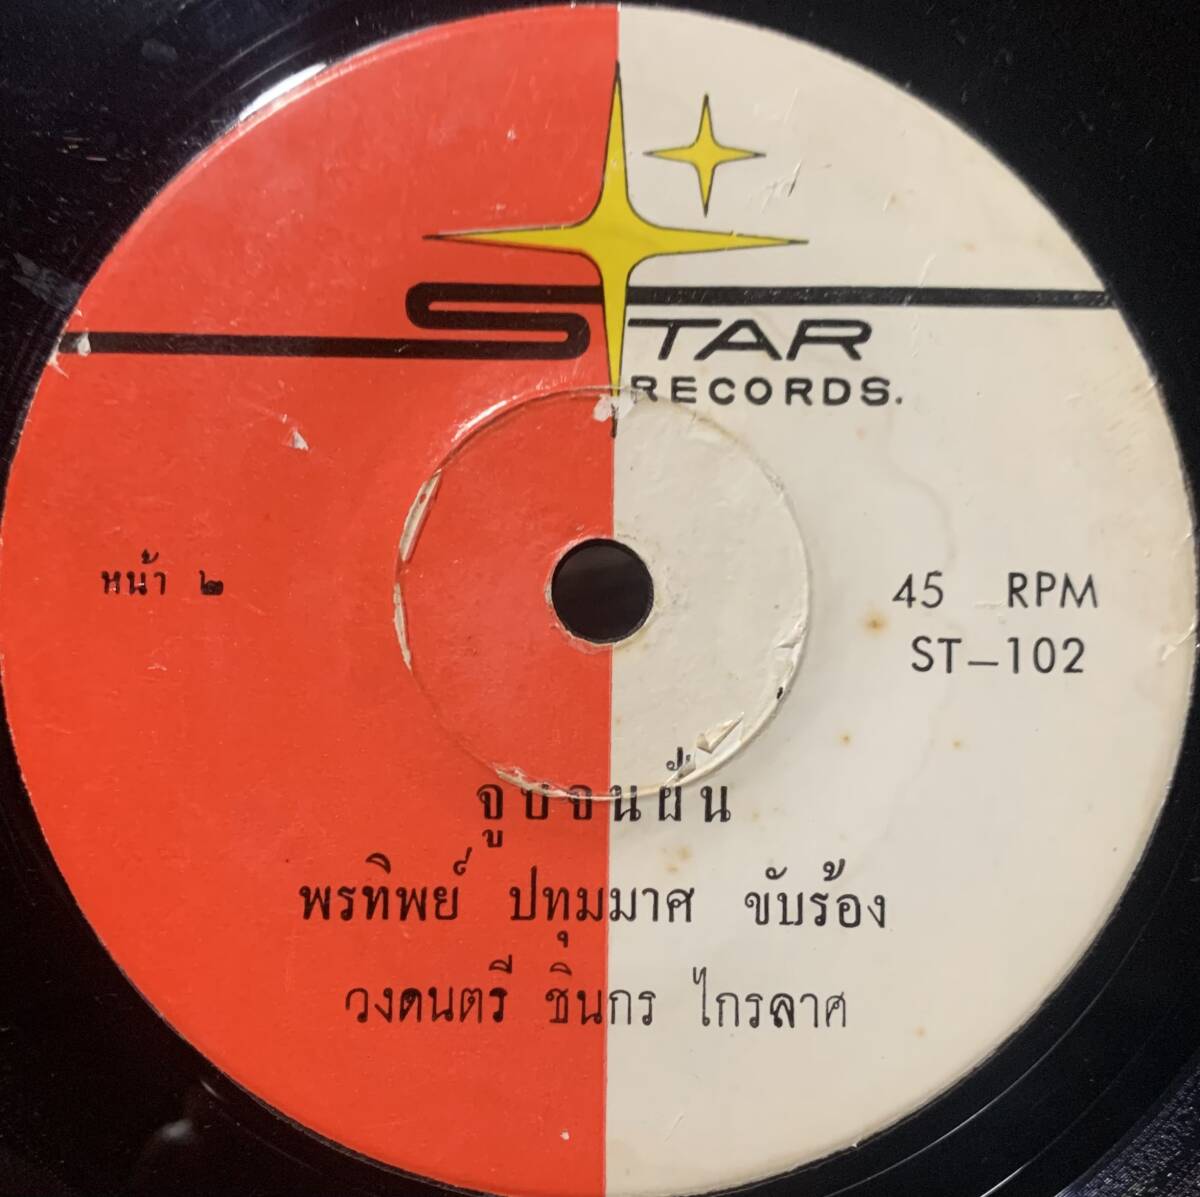 STAR
RECORDS.
หน้า ๒
45 RPM
ST-102
จูบจนฝัน
พรทิพย์ ปทุมมาศ ขับร้อง
วงดนตรี ชินกร ไกรลาศ